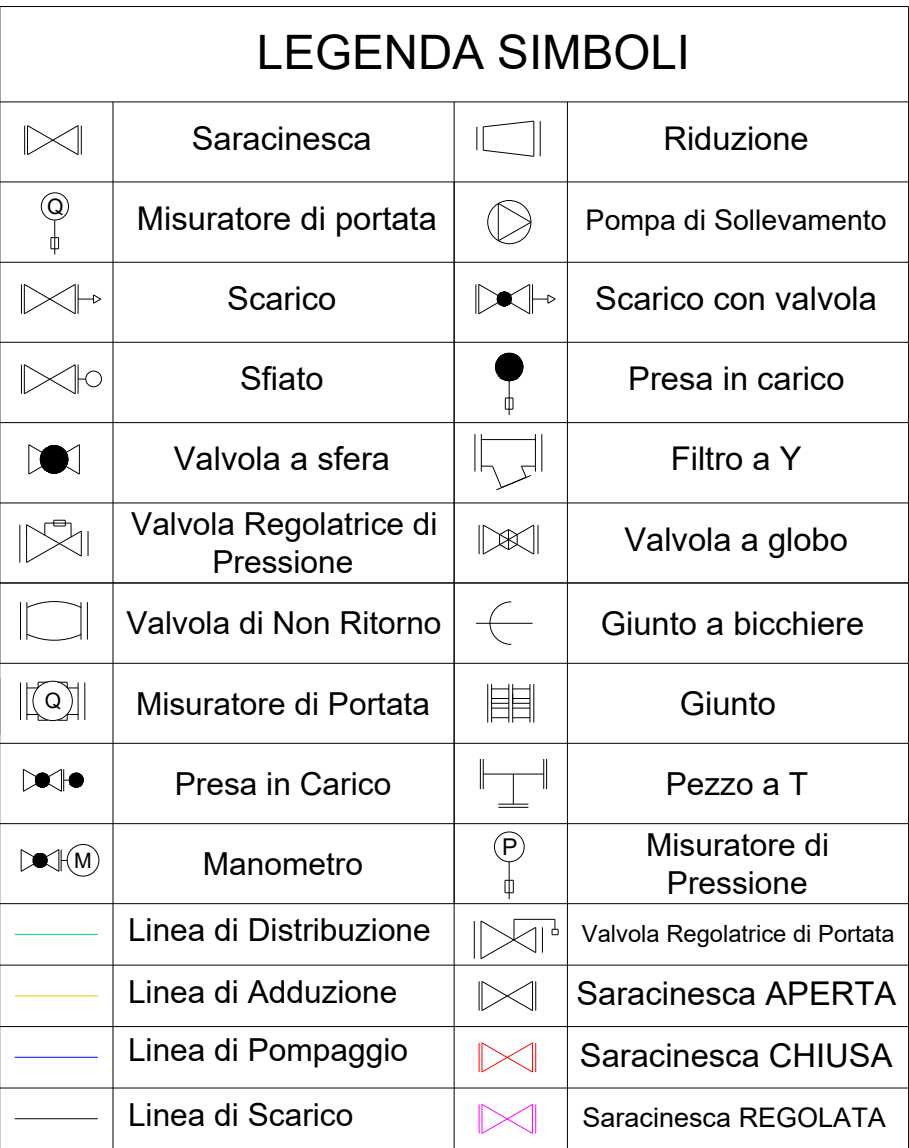 LEGENDA SIMBOLI
Saracinesca
Riduzione
Q
Misuratore di portata
Pompa di Sollevamento
Scarico
Scarico con valvola
Sfiato
Presa in carico
Valvola a sfera
Filtro a Y
Valvola Regolatrice di
Pressione
Valvola a globo
Valvola di Non Ritorno
Giunto a bicchiere
Q
Misuratore di Portata
Giunto
Presa in Carico
Pezzo a T
M
Manometro
P
Misuratore di
Pressione
Linea di Distribuzione
Valvola Regolatrice di Portata
Linea di Adduzione
Saracinesca APERTA
Linea di Pompaggio
Saracinesca CHIUSA
Linea di Scarico
Saracinesca REGOLATA